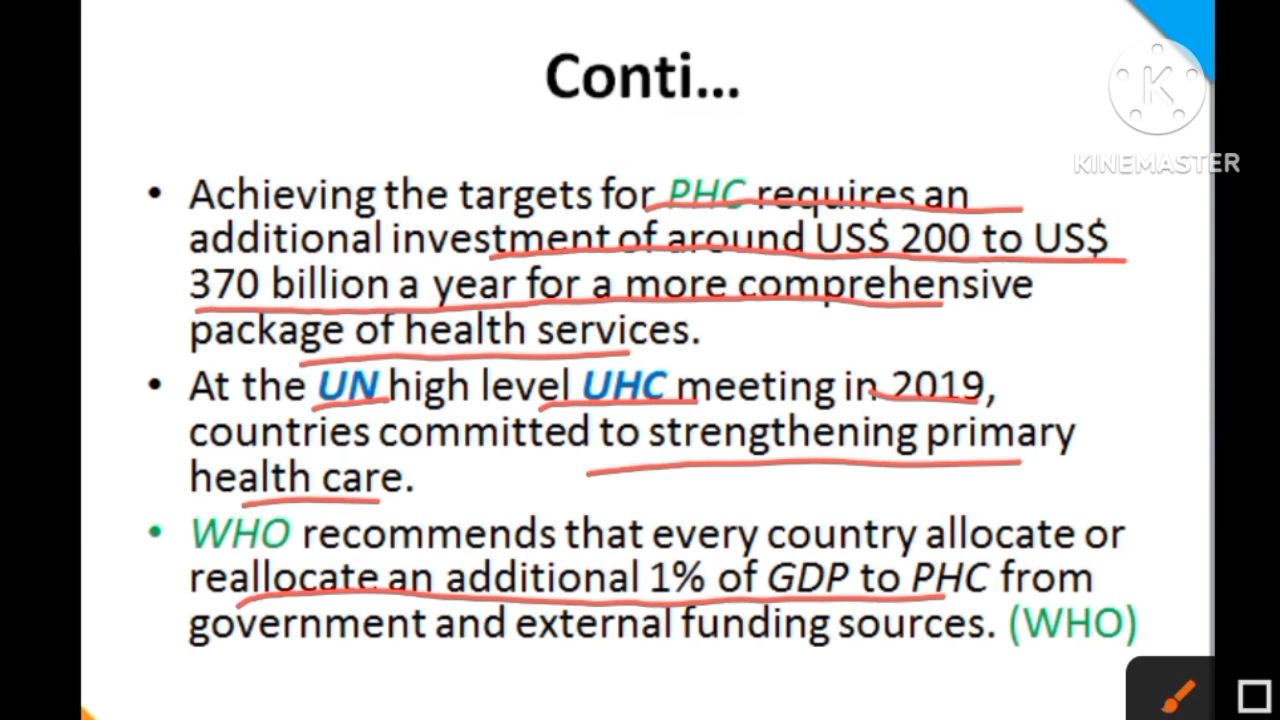 Conti...
K
KINEMASTER
• Achieving the targets for PHC requires an
additional investment of around US$ 200 to US$
370 billion a year for a more comprehensive
package of health services.
• At the UN high level UHC meeting in 2019,
countries committed to strengthening primary
health care.
• WHO recommends that every country allocate or
reallocate an additional 1% of GDP to PHC from
government and external funding sources. (WHO)